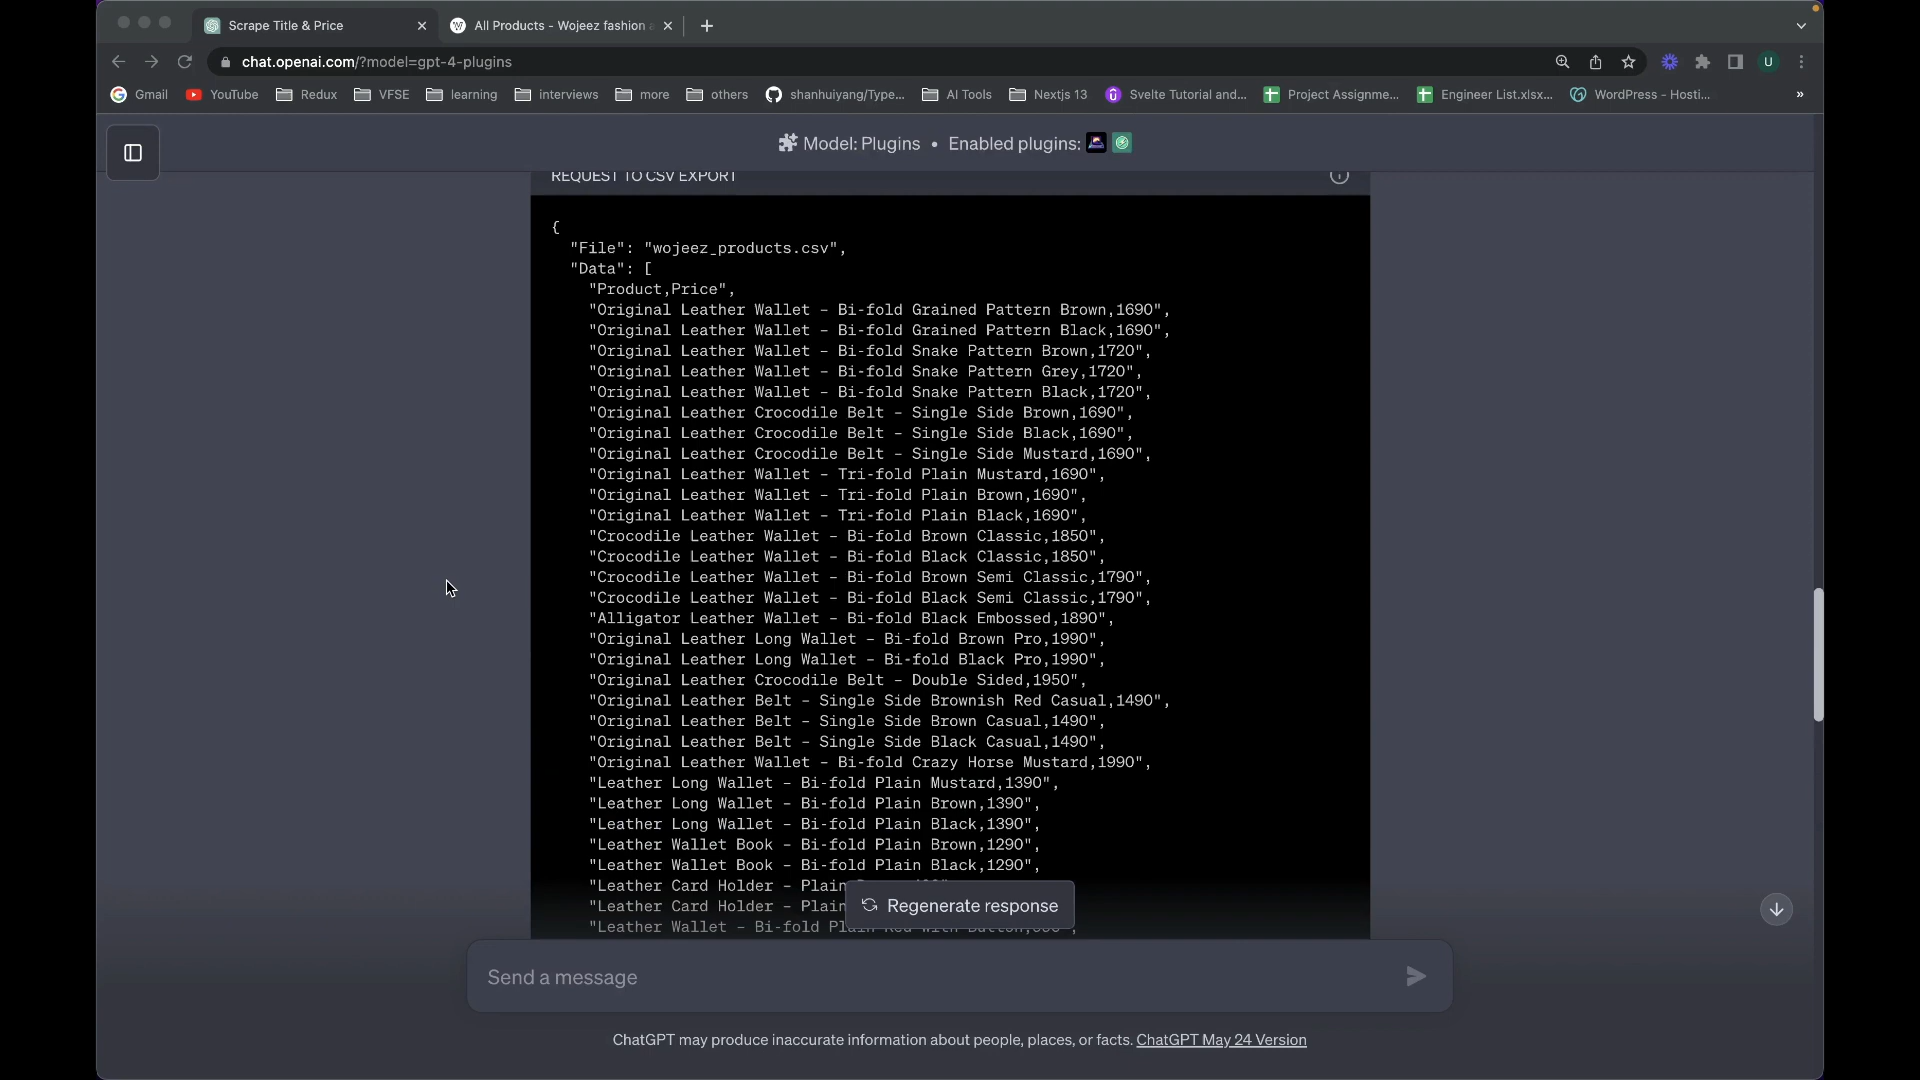 Scrape Title & Price
All Products - Wojeez fashion
chat.openai.com/?model=gpt-4-plugins
U
Gmail
YouTube
Redux
VFSE
learning
interviews
more
others
shanhuiyang/Type...
AI Tools
Nextjs 13
Svelte Tutorial and...
Project Assignme...
Engineer List.xlsx...
WordPress - Hosti...
»
Model: Plugins • Enabled plugins:
REQUEST TO CSV EXPORT
{
"File": "wojeez_products.csv",
"Data": [
"Product,Price",
"Original Leather Wallet – Bi-fold Grained Pattern Brown,1690",
"Original Leather Wallet – Bi-fold Grained Pattern Black,1690",
"Original Leather Wallet – Bi-fold Snake Pattern Brown,1720",
"Original Leather Wallet – Bi-fold Snake Pattern Grey,1720",
"Original Leather Wallet – Bi-fold Snake Pattern Black,1720",
"Original Leather Crocodile Belt – Single Side Brown,1690",
"Original Leather Crocodile Belt – Single Side Black,1690",
"Original Leather Crocodile Belt – Single Side Mustard,1690",
"Original Leather Wallet – Tri-fold Plain Mustard,1690",
"Original Leather Wallet – Tri-fold Plain Brown,1690",
"Original Leather Wallet – Tri-fold Plain Black,1690",
"Crocodile Leather Wallet – Bi-fold Brown Classic,1850",
"Crocodile Leather Wallet – Bi-fold Black Classic,1850",
"Crocodile Leather Wallet – Bi-fold Brown Semi Classic,1790",
"Crocodile Leather Wallet – Bi-fold Black Semi Classic,1790",
"Alligator Leather Wallet – Bi-fold Black Embossed,1890",
"Original Leather Long Wallet – Bi-fold Brown Pro,1990",
"Original Leather Long Wallet – Bi-fold Black Pro,1990",
"Original Leather Crocodile Belt – Double Sided,1950",
"Original Leather Belt – Single Side Brownish Red Casual,1490",
"Original Leather Belt – Single Side Brown Casual,1490",
"Original Leather Belt – Single Side Black Casual,1490",
"Original Leather Wallet – Bi-fold Crazy Horse Mustard,1990",
"Leather Long Wallet – Bi-fold Plain Mustard,1390",
"Leather Long Wallet – Bi-fold Plain Brown,1390",
"Leather Long Wallet – Bi-fold Plain Black,1390",
"Leather Wallet Book – Bi-fold Plain Brown,1290",
"Leather Wallet Book – Bi-fold Plain Black,1290",
"Leather Card Holder – Plain
"Leather Card Holder – Plain
"Leather Wallet – Bi-fold
Regenerate response
Send a message
ChatGPT may produce inaccurate information about people, places, or facts. ChatGPT May 24 Version